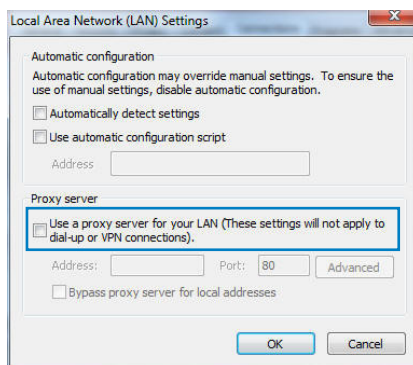 Local Area Network (LAN) Settings
Automatic configuration
Automatic configuration may override manual settings. To ensure the
use of manual settings, disable automatic configuration.
Automatically detect settings
Use automatic configuration script
Address
Proxy server
Use a proxy server for your LAN (These settings will not apply to
dial-up or VPN connections).
Address: Port: 80 Advanced
Bypass proxy server for local addresses
OK Cancel